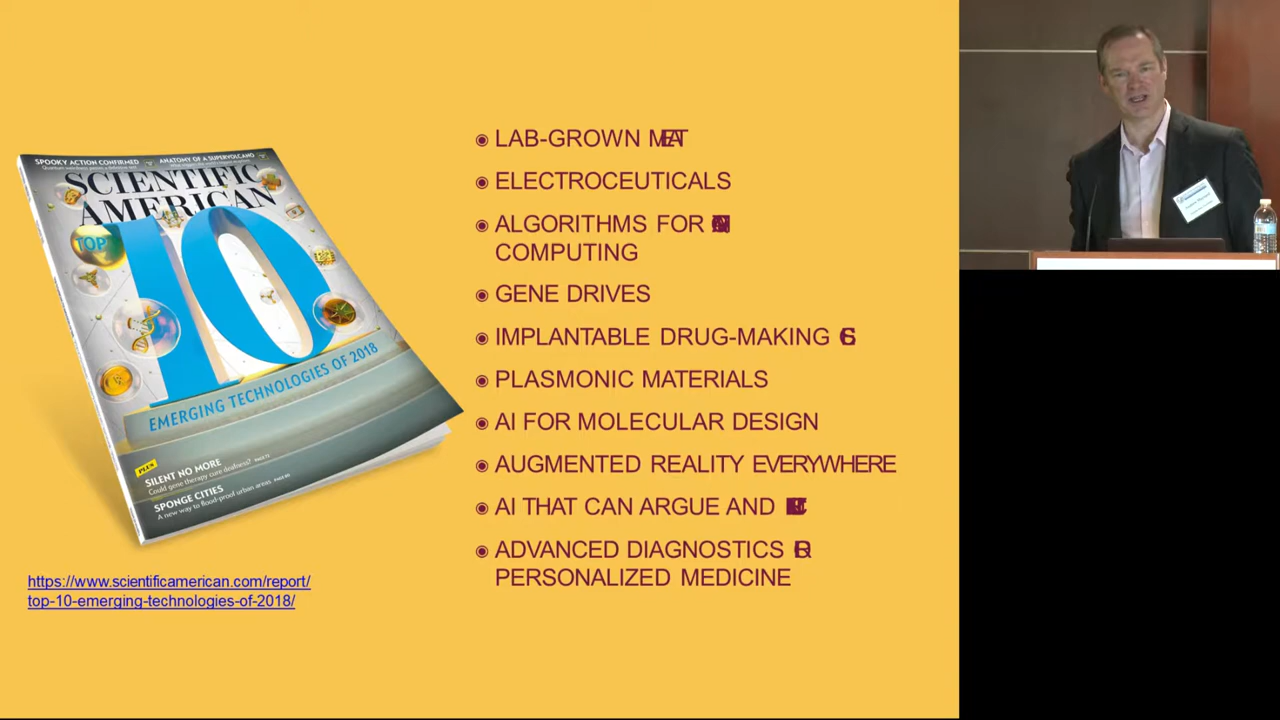 SPOOKY ACTION CONFIRMED
ANATOMY OF A SUPERVOLCANO
SCIENTIFIC
AMERICAN
TOP
10
EMERGING TECHNOLOGIES OF 2018
PLUS
SILENT NO MORE
Could gene therapy cure deafness?
SPONGE CITIES
A new way to flood-proof urban areas
https://www.scientificamerican.com/report/
top-10-emerging-technologies-of-2018/
LAB-GROWN MEAT
ELECTROCEUTICALS
ALGORITHMS FOR
COMPUTING
GENE DRIVES
IMPLANTABLE DRUG-MAKING
PLASMONIC MATERIALS
AI FOR MOLECULAR DESIGN
AUGMENTED REALITY EVERYWHERE
AI THAT CAN ARGUE AND
ADVANCED DIAGNOSTICS
PERSONALIZED MEDICINE